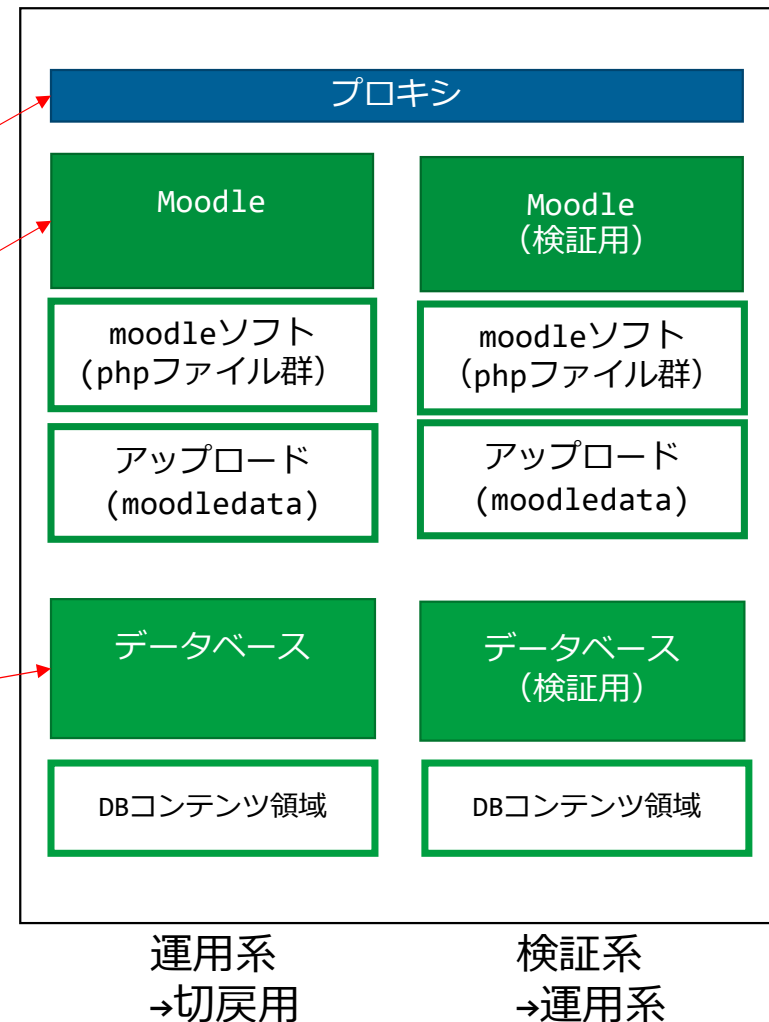 プロキシ
Moodle
moodleソフト
(phpファイル群)
アップロード
(moodledata)
データベース
DBコンテンツ領域
運用系
→切戻用
Moodle
（検証用）
moodleソフト
（phpファイル群）
アップロード
(moodledata)
データベース
（検証用）
DBコンテンツ領域
検証系
→運用系